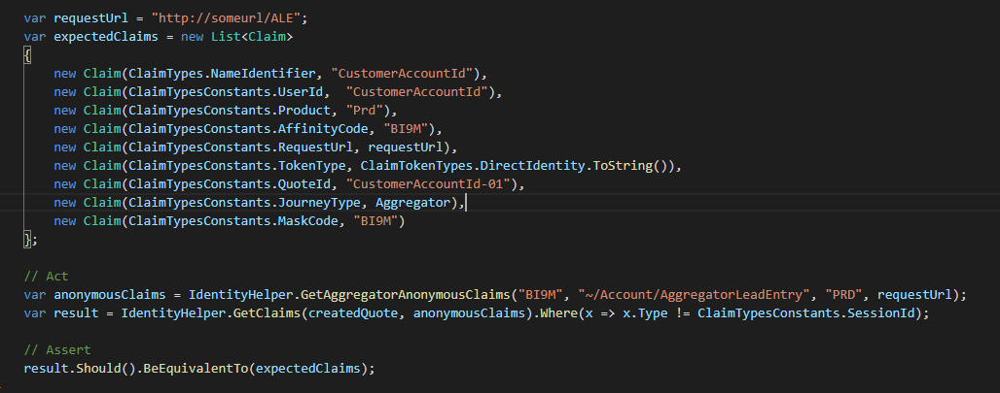 var requestUrl = "http://someurl/ALE";
var expectedClaims = new List<Claim>
{
    new Claim(ClaimTypes.NameIdentifier, "CustomerAccountId"),
    new Claim(ClaimTypesConstants.UserId,  "CustomerAccountId"),
    new Claim(ClaimTypesConstants.Product, "Prd"),
    new Claim(ClaimTypesConstants.AffinityCode, "BI9M"),
    new Claim(ClaimTypesConstants.RequestUrl, requestUrl),
    new Claim(ClaimTypesConstants.TokenType, ClaimTokenTypes.DirectIdentity.ToString()),
    new Claim(ClaimTypesConstants.QuoteId, "CustomerAccountId-01"),
    new Claim(ClaimTypesConstants.JourneyType, Aggregator),
    new Claim(ClaimTypesConstants.MaskCode, "BI9M")
};

// Act
var anonymousClaims = IdentityHelper.GetAggregatorAnonymousClaims("BI9M", "~/Account/AggregatorLeadEntry", "PRD", requestUrl);
var result = IdentityHelper.GetClaims(createdQuote, anonymousClaims).Where(x => x.Type != ClaimTypesConstants.SessionId);

// Assert
result.Should().BeEquivalentTo(expectedClaims);